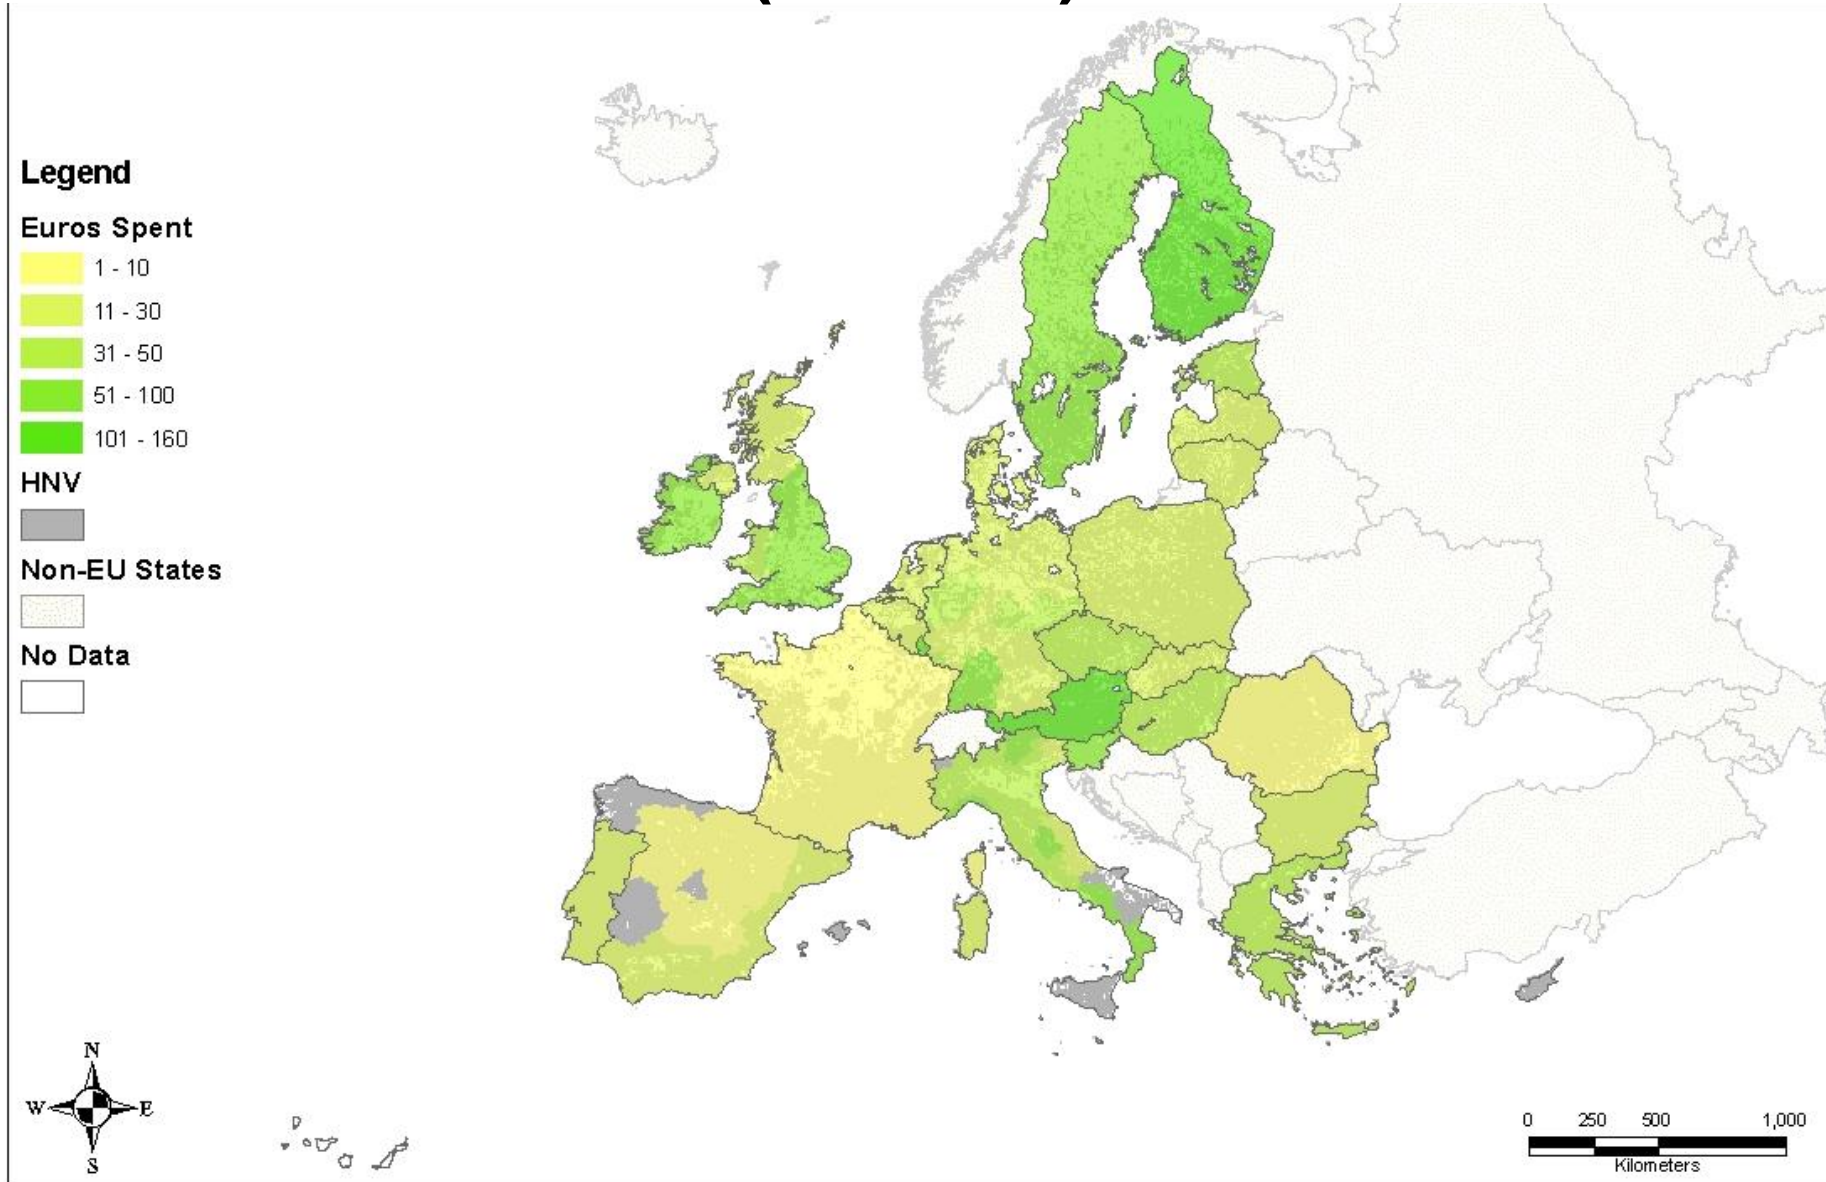 Legend
Euros Spent
1 - 10
11 - 30
31 - 50
51 - 100
101 - 160
HNV
Non-EU States
No Data
N
W E
S
0 250 500 1,000
Kilometers